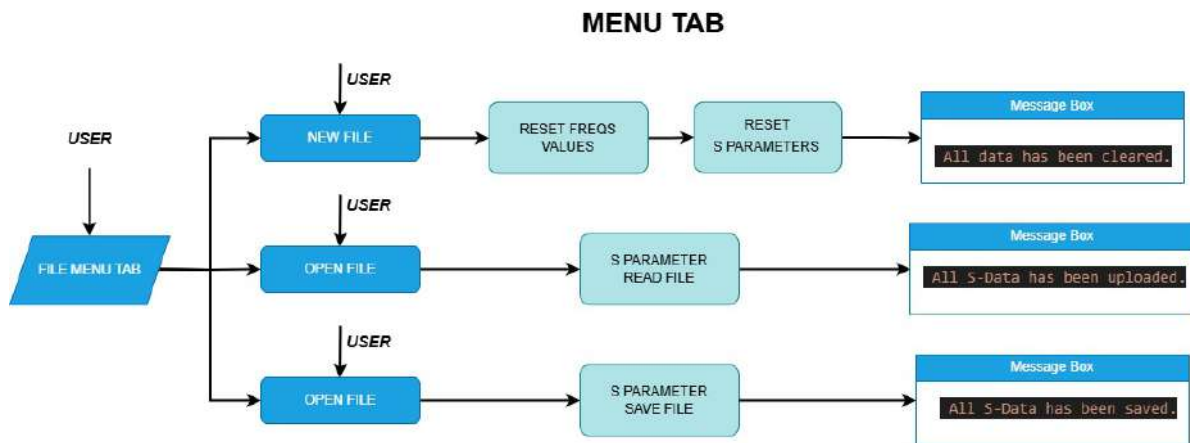 MENU TAB
USER
USER
NEW FILE
RESET FREQS
VALUES
RESET
S PARAMETERS
Message Box
All data has been cleared.
FILE MENU TAB
USER
OPEN FILE
S PARAMETER
READ FILE
Message Box
All S-Data has been uploaded.
USER
OPEN FILE
S PARAMETER
SAVE FILE
Message Box
All S-Data has been saved.